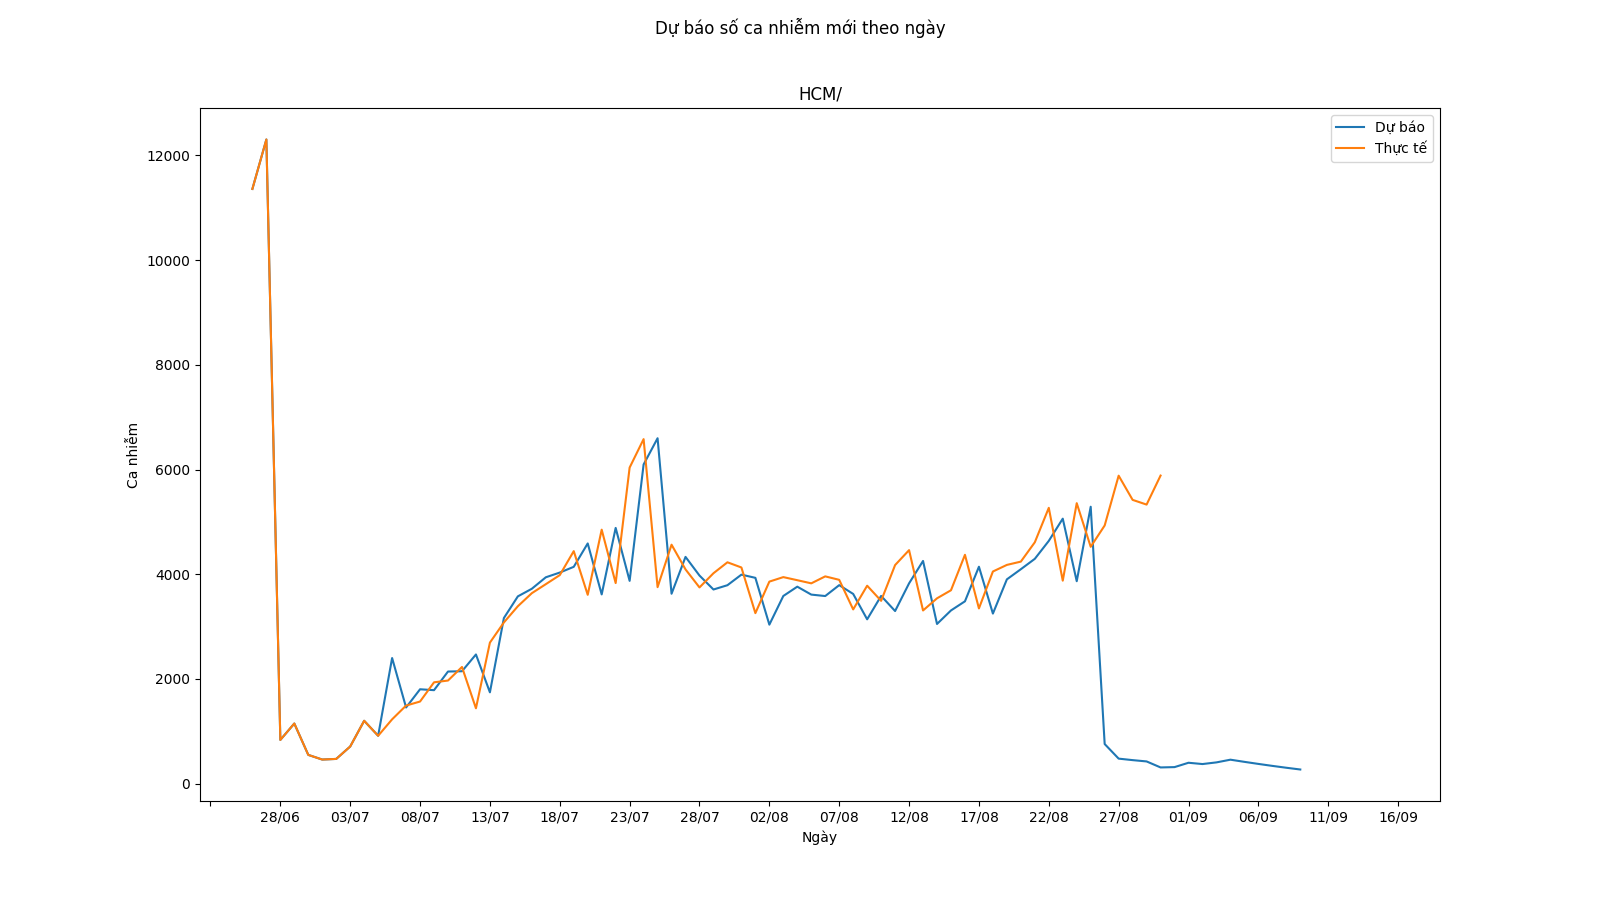 Dự báo số ca nhiễm mới theo ngày
HCM/
Dự báo
Thực tế
12000
10000
8000
6000
4000
2000
0
Ca nhiễm
28/06 03/07 08/07 13/07 18/07 23/07 28/07 02/08 07/08 12/08 17/08 22/08 27/08 01/09 06/09 11/09 16/09
Ngày